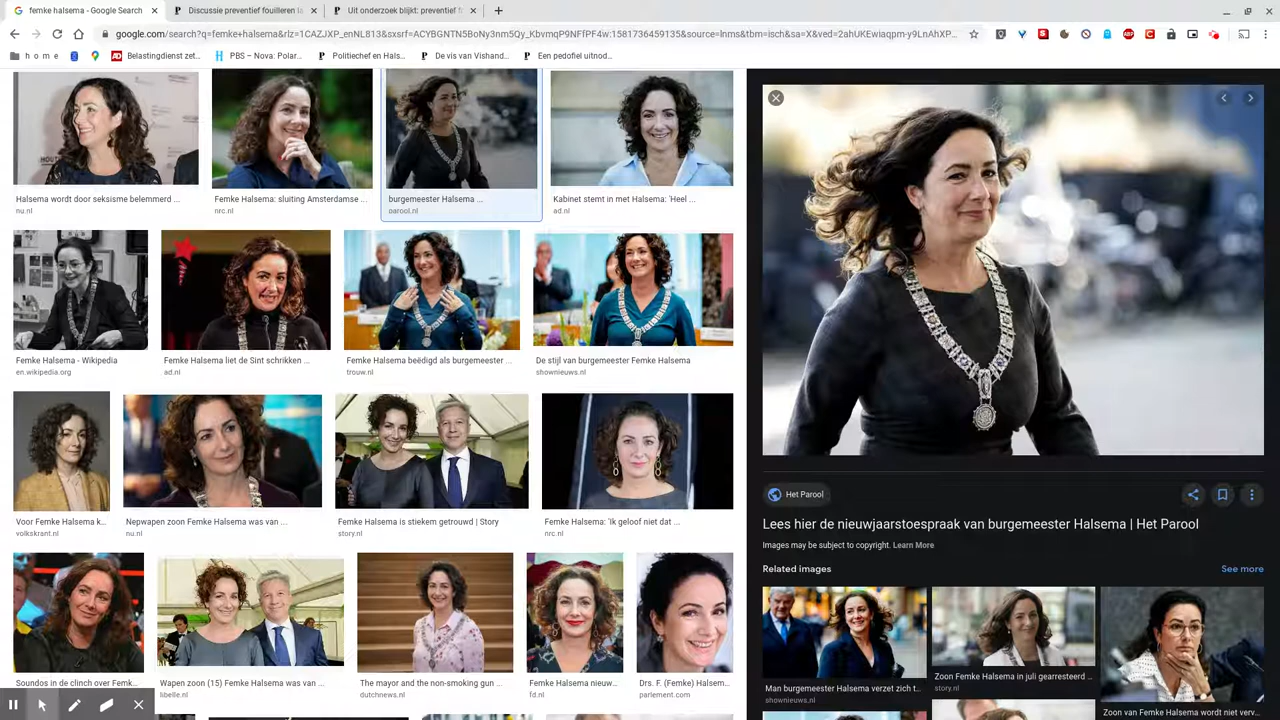 femke halsema - Google Search
Discussie preventief fouilleren la
Uit onderzoek blijkt: preventief f
google.com/search?q=femke+halsema&rlz=1CAZJXP_enNL813&sxsrf=ACYBGNTN5BoNy3nm5Qy_KbvmqP9NFfPF4w:1581736459135&source=lnms&tbm=isch&sa=X&ved=2ahUKEwiaqpm-y9LnAhXP...
h o m e
Belastingdienst zet...
PBS – Nova: Polar...
Politiechef en Hals...
De vis van Vishand...
Een pedofiel uitnod...
Halsema wordt door seksisme belemmerd ...
nu.nl
Femke Halsema: sluiting Amsterdamse ...
nrc.nl
burgemeester Halsema ...
parool.nl
Kabinet stemt in met Halsema: 'Heel ...
ad.nl
Femke Halsema - Wikipedia
en.wikipedia.org
Femke Halsema liet de Sint schrikken ...
ad.nl
Femke Halsema beëdigd als burgemeester ...
trouw.nl
De stijl van burgemeester Femke Halsema
shownieuws.nl
Voor Femke Halsema k...
volkskrant.nl
Nepwapen zoon Femke Halsema was van ...
nu.nl
Femke Halsema is stiekem getrouwd | Story
story.nl
Femke Halsema: 'Ik geloof niet dat ...
nrc.nl
Soundos in de clinch over Femk...
Wapen zoon (15) Femke Halsema was van ...
libelle.nl
The mayor and the non-smoking gun ...
dutchnews.nl
Femke Halsema nieuw...
fd.nl
Drs. F. (Femke) Halsem...
parlement.com
Het Parool
Lees hier de nieuwjaarstoespraak van burgemeester Halsema | Het Parool
Images may be subject to copyright. Learn More
Related images
See more
Man burgemeester Halsema verzet zich t...
shownieuws.nl
Zoon Femke Halsema in juli gearresteerd ...
story.nl
Zoon van Femke Halsema wordt niet verv...